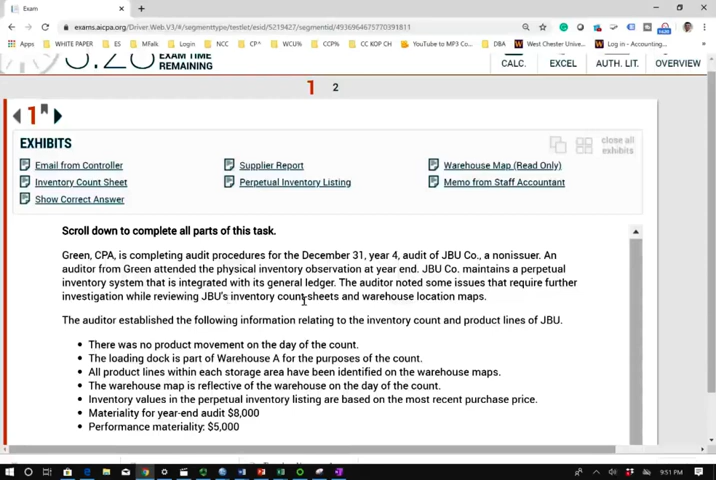 Exam
exams.aicpa.org/Driver.Web.V3/#/segmenttype/testlet/esid/5219427/segmentid/4936964675770391811
Apps WHITE PAPER ES MFalk Login NCC CP^ WCU% CCP% CC KOP CH YouTube to MP3 Co... DBA West Chester Unive... Log in - Accounting...
EXAM TIME
REMAINING
CALC. EXCEL AUTH. LIT. OVERVIEW
1 2
1
EXHIBITS
close all
exhibits
Email from Controller Supplier Report Warehouse Map (Read Only)
Inventory Count Sheet Perpetual Inventory Listing Memo from Staff Accountant
Show Correct Answer
Scroll down to complete all parts of this task.
Green, CPA, is completing audit procedures for the December 31, year 4, audit of JBU Co., a nonissuer. An
auditor from Green attended the physical inventory observation at year end. JBU Co. maintains a perpetual
inventory system that is integrated with its general ledger. The auditor noted some issues that require further
investigation while reviewing JBU's inventory count sheets and warehouse location maps.
The auditor established the following information relating to the inventory count and product lines of JBU.
• There was no product movement on the day of the count.
• The loading dock is part of Warehouse A for the purposes of the count.
• All product lines within each storage area have been identified on the warehouse maps.
• The warehouse map is reflective of the warehouse on the day of the count.
• Inventory values in the perpetual inventory listing are based on the most recent purchase price.
• Materiality for year-end audit $8,000
• Performance materiality: $5,000
9:51 PM